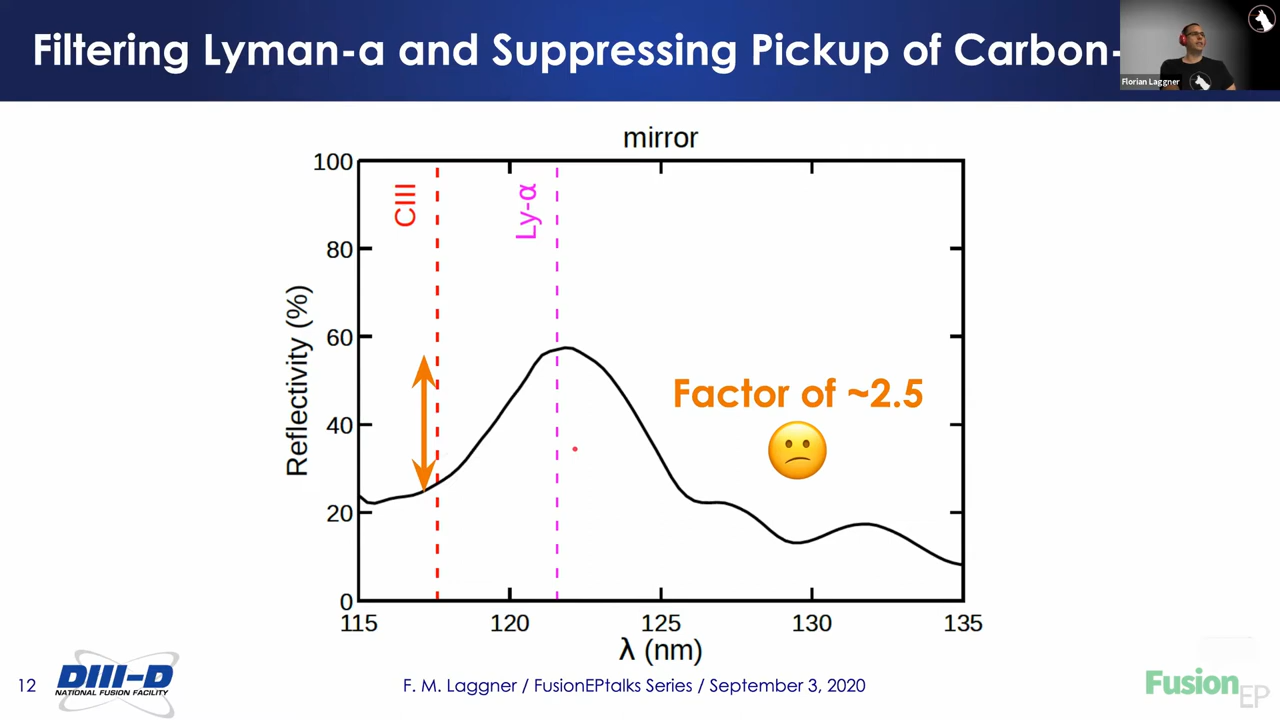 Filtering Lyman-a and Suppressing Pickup of Carbon-
Florian Laggner
mirror
100
80
60
40
20
0
Reflectivity (%)
CIII
Ly-α
Factor of ~2.5
115
120
125
130
135
λ (nm)
12
DIII-D
NATIONAL FUSION FACILITY
F. M. Laggner / FusionEPtalks Series / September 3, 2020
FusionEP